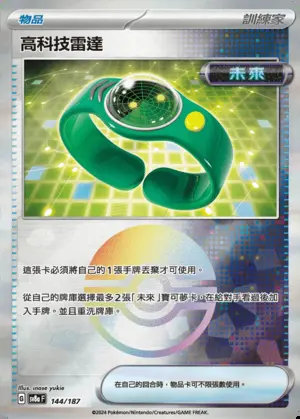 物品
訓練家
高科技雷達
未來
這張卡必須將自己的1張手牌丟棄才可使用。
從自己的牌庫選擇最多2張「未來」寶可夢卡，在給對手看過後加
入手牌。並且重洗牌庫。
Illus. inose yukie
G sv8a F 144/187
在自己的回合時，物品卡可不限張數使用。
©2024 Pokémon/Nintendo/Creatures/GAME FREAK.